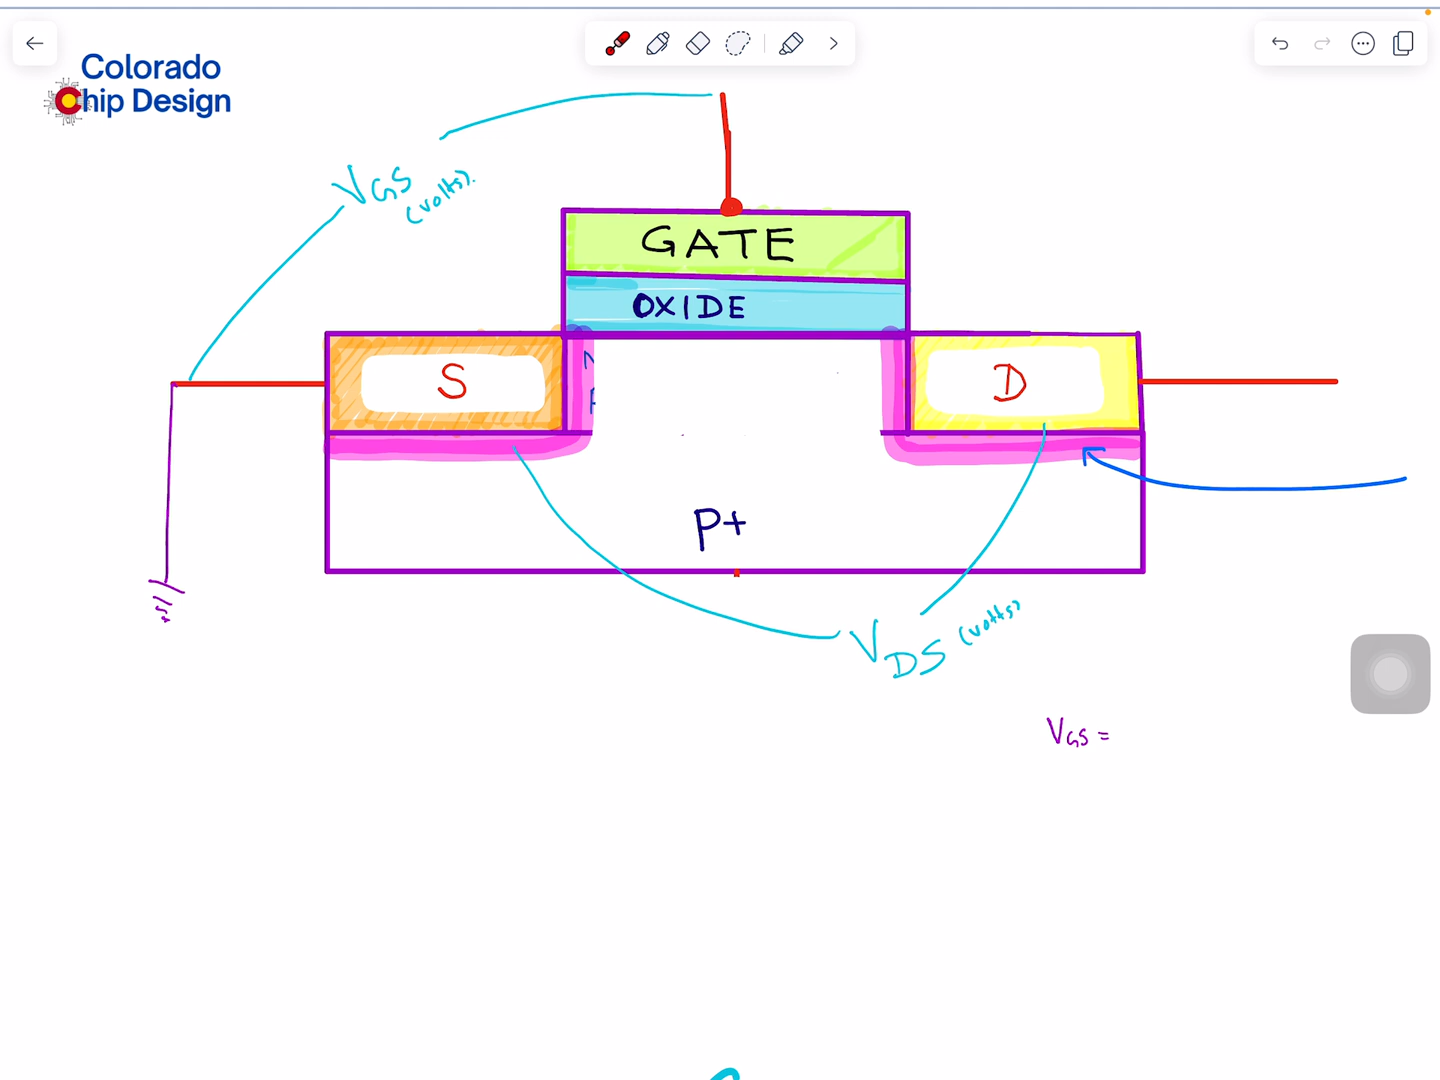 Colorado
Chip Design
VGS
(volts).
GATE
OXIDE
S
D
P+
VDS (volts)
VGS =